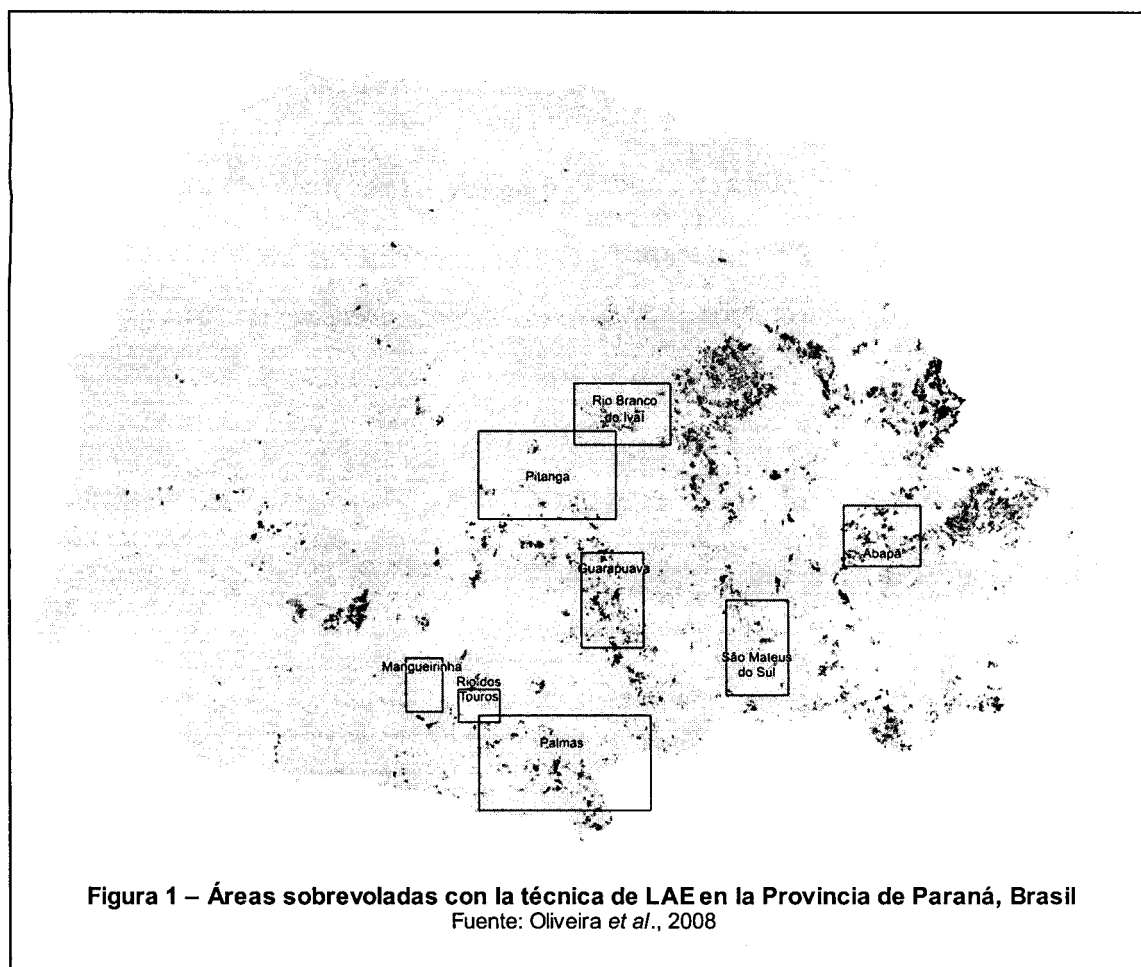 Rio Branco
do Ivaí
Pitanga
Abapã
Guarapuava
São Mateus
do Sul
Mangueirinha
Rio dos
Touros
Palmas
Figura 1 – Áreas sobrevoladas con la técnica de LAE en la Provincia de Paraná, Brasil
Fuente: Oliveira et al., 2008